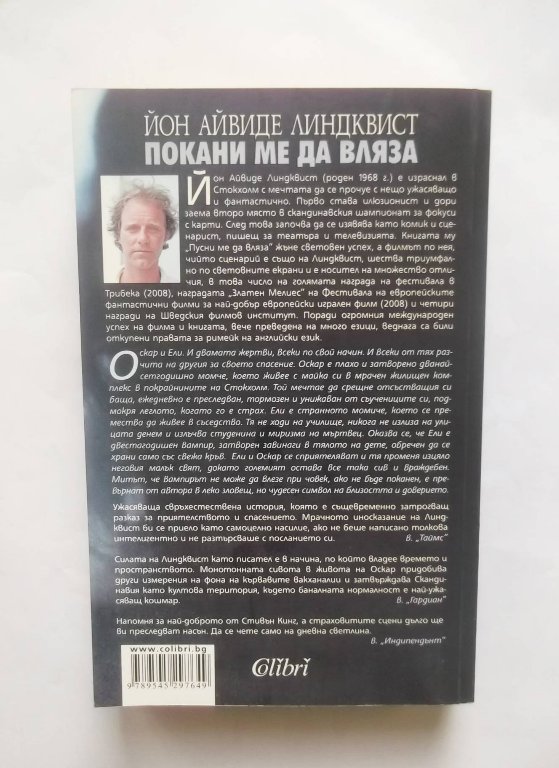 ЙОН АЙВИДЕ ЛИНДКВИСТ
ПОКАНИ МЕ ДА ВЛЯЗА
Йон Айвиде Линдквист (роден 1968 г.) е израснал в
Стокхолм с мечтата да се прочуе с нещо ужасяващо
и фантастично. Първо става илюзионист и дори
заема второ място в скандинавския шампионат за фокуси
с карти. След това започва да се изявява като комик и сце-
нарист, пишещ за театъра и телевизията. Книгата му
„Пусни ме да вляза" жъне световен успех, а филмът по нея,
чийто сценарий е също на Линдквист, шества триумфал-
но по световните екрани и е носител на множество отли-
чия, в това число на голямата награда на фестивала в
Трибека (2008), наградата "Златен Мелиес" на Фестивала на европейските
фантастични филми за най-добър европейски игрален филм (2008) и четири
награди на Шведския филмов институт. Поради огромния международен
успех на филма и книгата, вече преведена на много езици, веднага са били
откупени правата за римейк на английски език.
Оскар и Ели. И двамата жертви, всеки по свой начин. И всеки от тях раз-
чита на другия за своето спасение. Оскар е плахо и затворено дванай-
сетгодишно момче, което живее с майка си в мрачен жилищен ком-
плекс в покрайнините на Стокхолм. Той мечтае да срещне отсъстващия си
баща, ежедневно е преследван, тормозен и унижаван от съучениците си, под-
мокря леглото, когато го е страх. Ели е странното момиче, което се пре-
мества да живее в съседство. Тя не ходи на училище, никога не излиза на ули-
цата денем и излъчва студенина и миризма на мъртвец. Оказва се, че Ели е
двестагодишен вампир, затворен завинаги в тялото на дете, обречен да се
храни само със свежа кръв. Ели и Оскар се сприятеляват и тя променя изцяло
неговия малък свят, докато големият остава все така сив и враждебен.
Митът, че вампирът не може да влезе при човек, ако не бъде поканен, е пре-
върнат от автора в леко зловещ, но чудесен символ на близостта и доверието.
Ужасяваща свръхестествена история, която е същевременно затрогващ
разказ за приятелството и спасението. Мрачното иносказание на Линд-
квист би се приело като самоцелно насилие, ако не беше написано толкова
интелигентно и не разтърсваше с посланието си.
в. „Таймс"
Силата на Линдквист като писател е в начина, по който владее времето и
пространството. Монотонната сивота в живота на Оскар придобива
други измерения на фона на кървавите вакханалии и затвърждава Сканди-
навия като култова територия, където баналната нормалност е най-ужа-
сяващ кошмар.
в. „Гардиан"
Напомня за най-доброто от Стивън Кинг, а страховитите сцени дълго ще
ви преследват насън. Да се чете само на дневна светлина.
в. „Индипендънт"
www.colibri.bg
9789545297649
Colibri